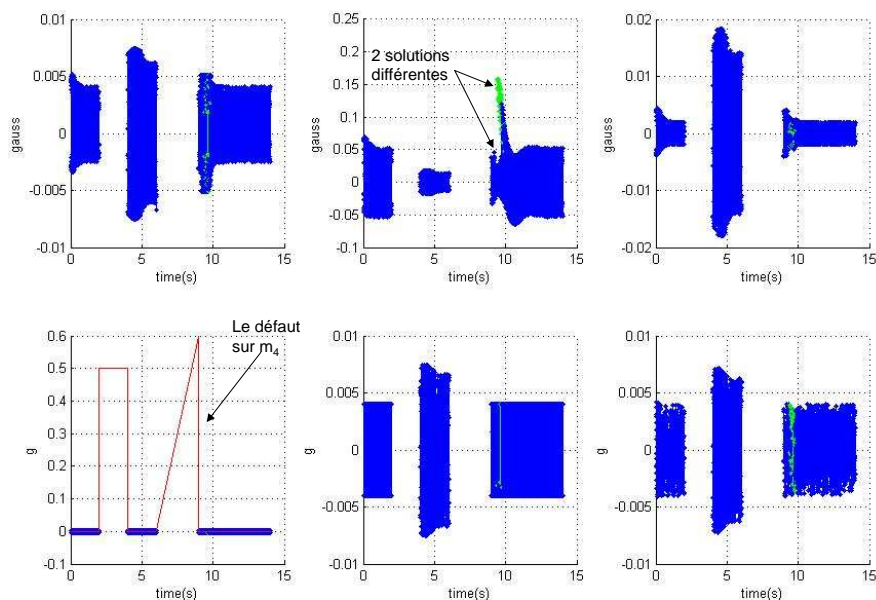 0.01
0.005
0
-0.005
-0.01
gauss
0 5 10 15
time(s)
0.25
0.2
0.15
0.1
0.05
0
-0.05
-0.1
gauss
2 solutions
différentes
0 5 10 15
time(s)
0.02
0.01
0
-0.01
-0.02
gauss
0 5 10 15
time(s)
0.6
0.5
0.4
0.3
0.2
0.1
0
-0.1
g
Le défaut
sur m₄
0 5 10 15
time(s)
0.01
0.005
0
-0.005
-0.01
g
0 5 10 15
time(s)
0.01
0.005
0
-0.005
-0.01
g
0 5 10 15
time(s)